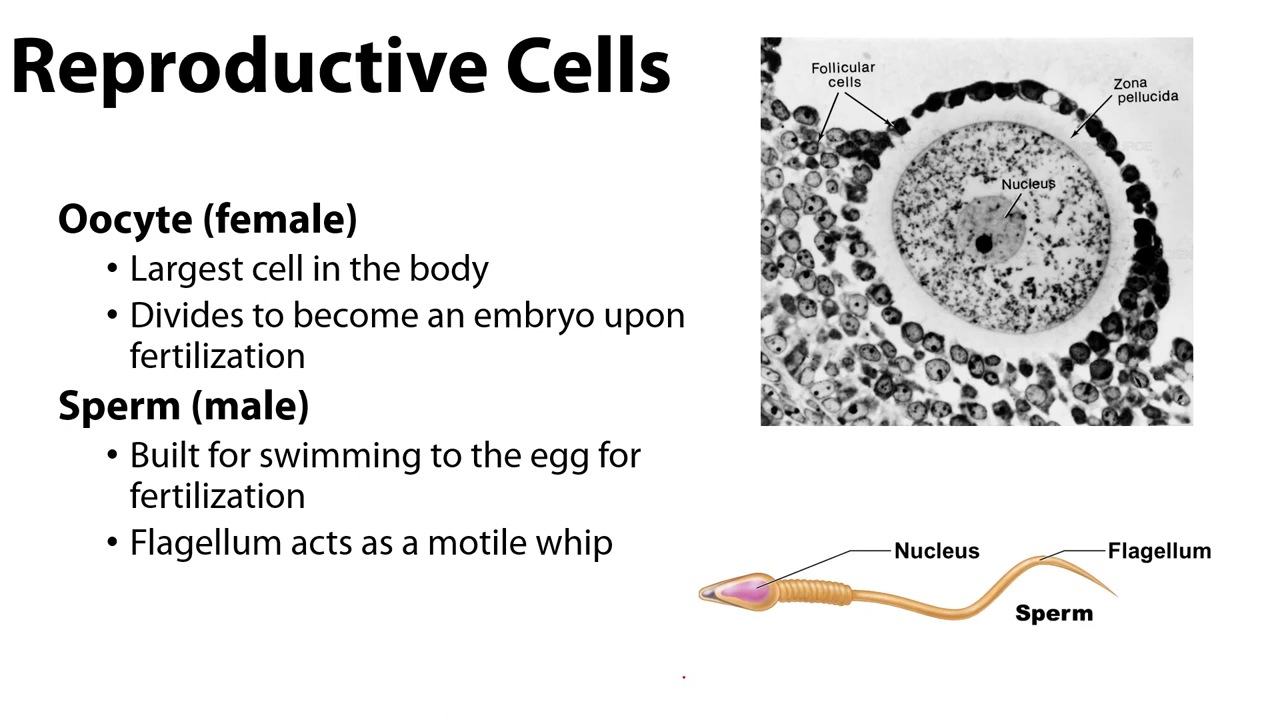 Reproductive Cells
Oocyte (female)
• Largest cell in the body
• Divides to become an embryo upon
fertilization
Sperm (male)
• Built for swimming to the egg for
fertilization
• Flagellum acts as a motile whip
Follicular
cells
Zona
pellucida
Nucleus
Nucleus
Flagellum
Sperm